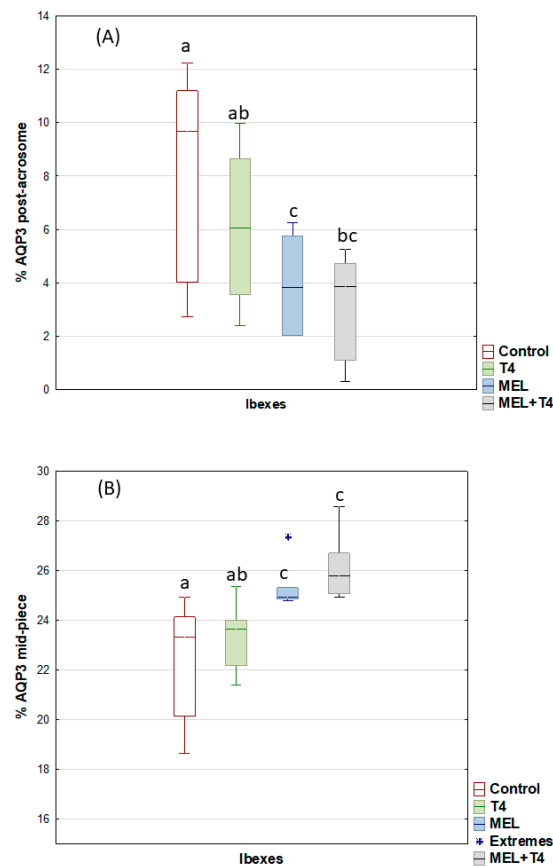 14
(A)
a
12
10
ab
% AQP3 post-acrosome
8
c
6
bc
4
2
0
Control
T4
MEL
MEL+T4
Ibexes
30
(B)
c
28
26
ab
c
a
24
% AQP3 mid-piece
22
20
18
16
Control
T4
MEL
Extremes
MEL+T4
Ibexes